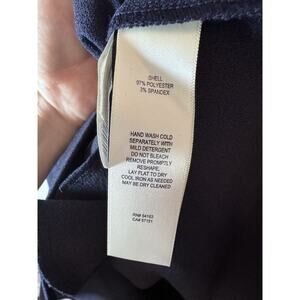 SHELL
97% POLYESTER
3% SPANDEX
HAND WASH COLD
SEPARATELY WITH
MILD DETERGENT
DO NOT BLEACH
REMOVE PROMPTLY
RESHAPE,
LAY FLAT TO DRY
COOL IRON AS NEEDED
MAY BE DRY CLEANED
RN# 54163
CA# 57151